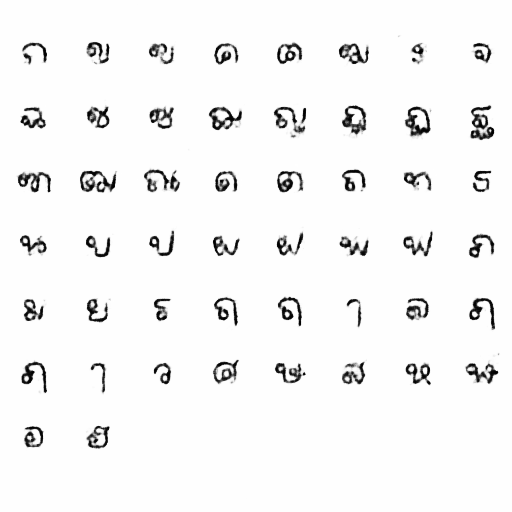 ก ข ฃ ค ฅ ฆ ง จ
ฉ ช ซ ฌ ญ ฎ ฏ ฐ
ฑ ฒ ณ ด ต ถ ท ธ
น บ ป ผ ฝ พ ฟ ภ
ม ย ร ฤ ฤ ๅ ล ฦ
ฦ ๅ ว ศ ษ ส ห ฬ
อ ฮ